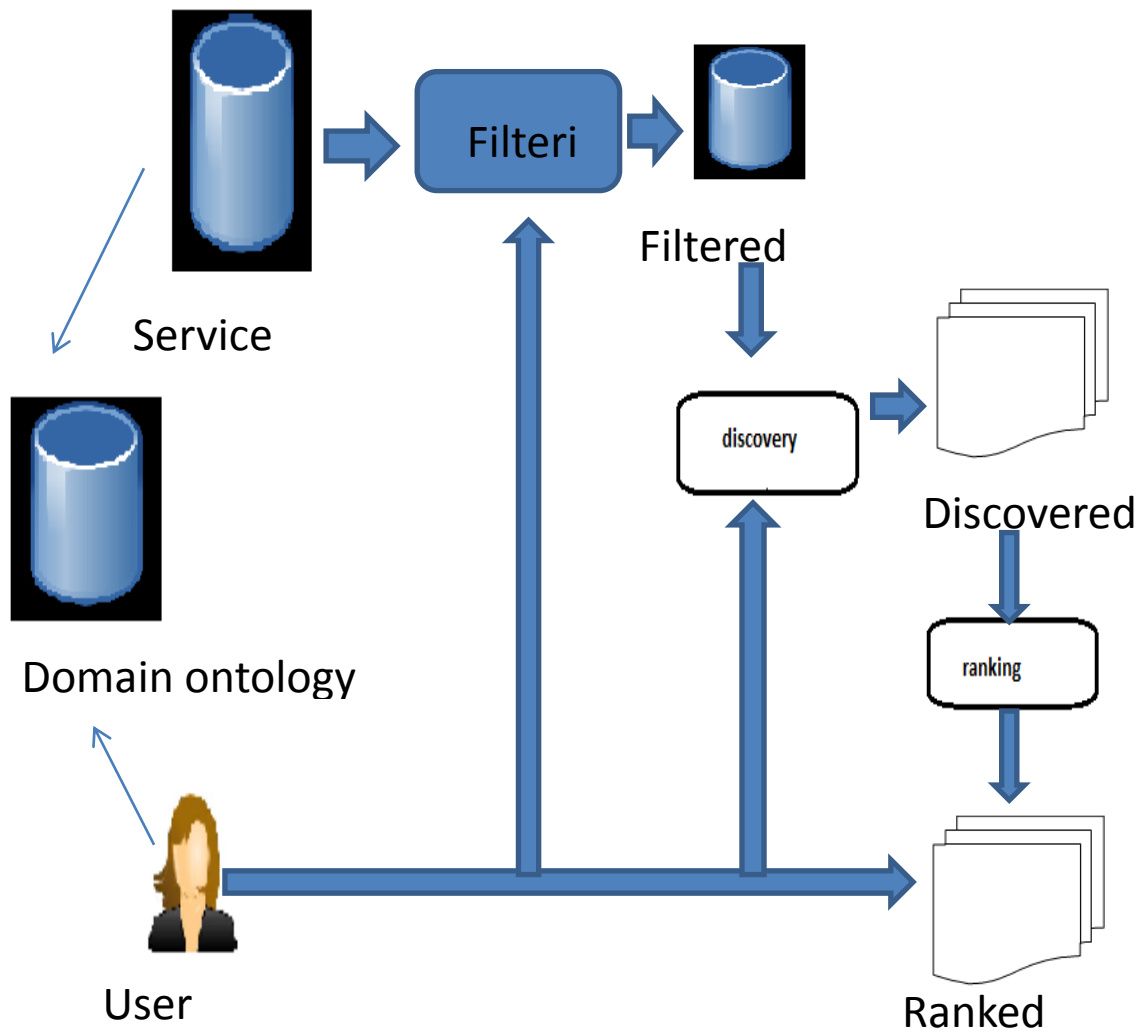 Filteri
Filtered
Service
discovery
Discovered
ranking
Domain ontology
User
Ranked